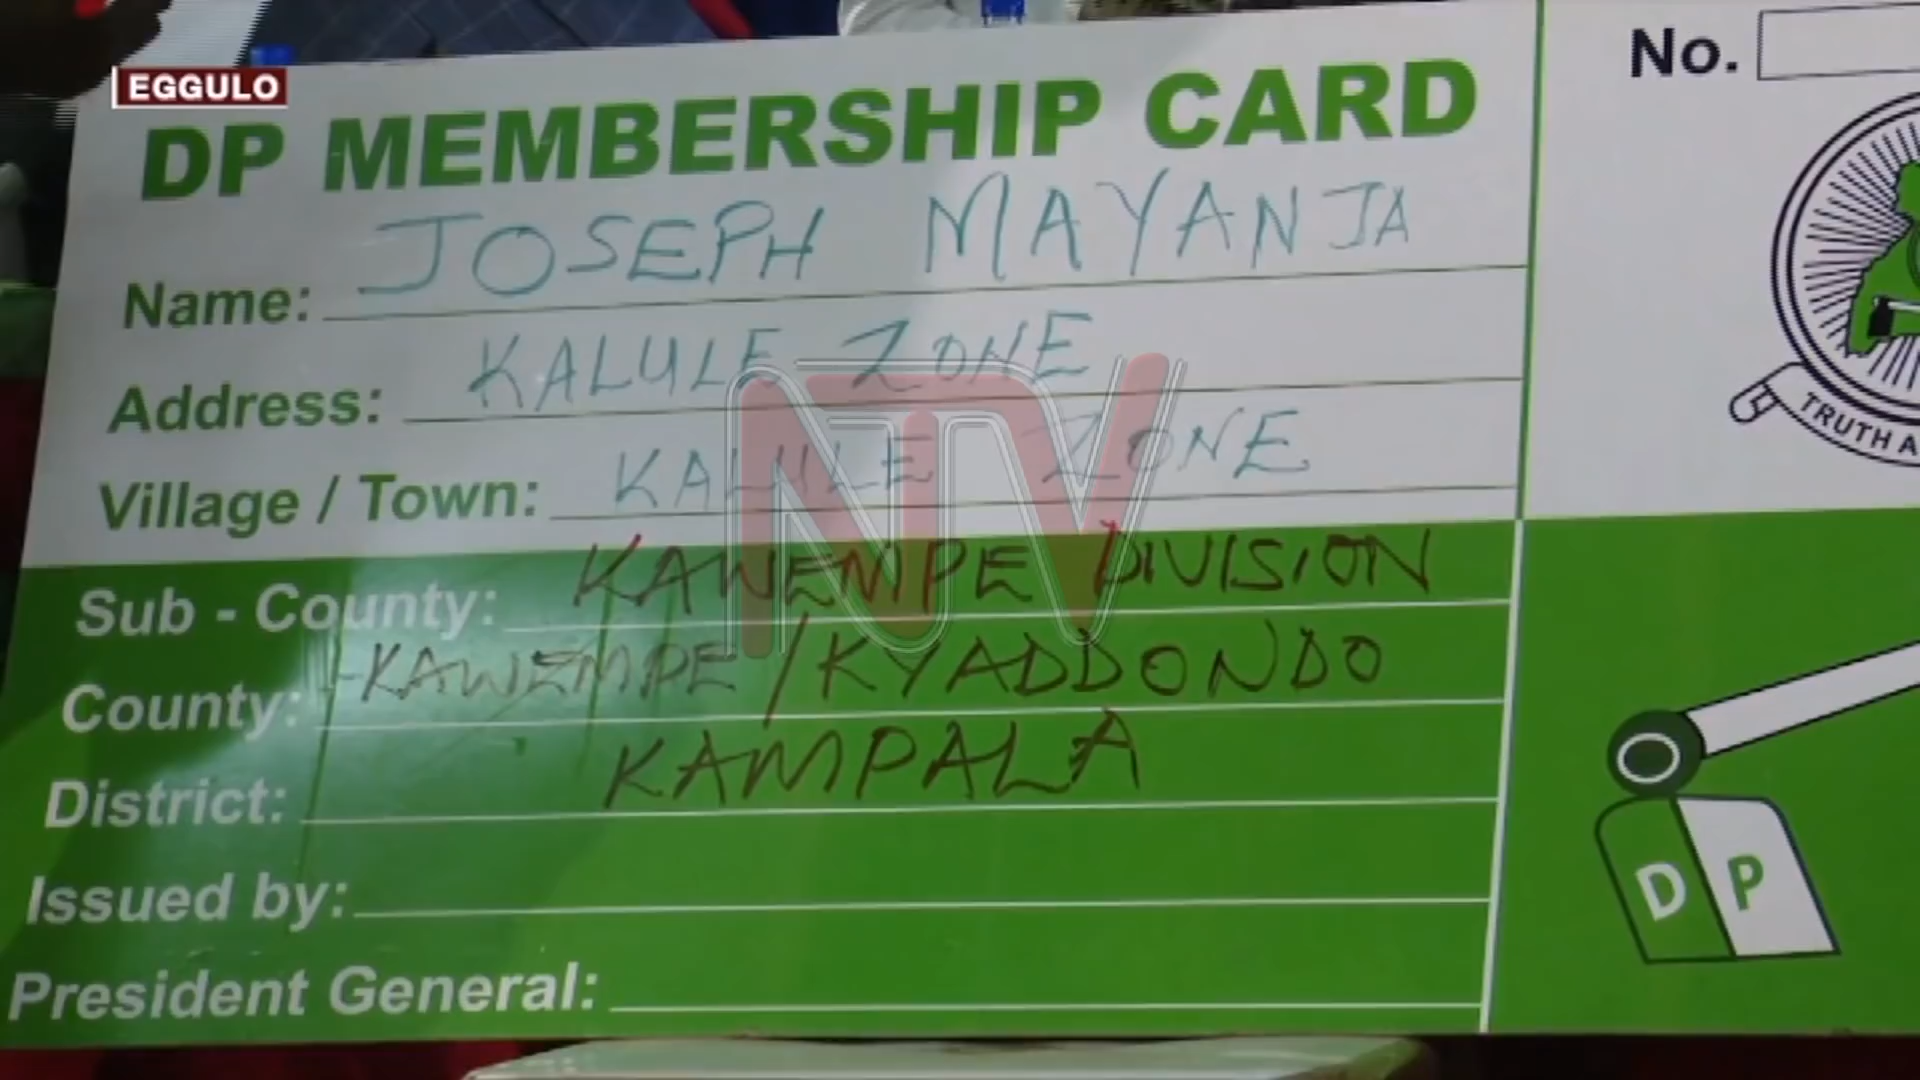 EGGULO
DP MEMBERSHIP CARD
Name: JOSEPH MAYANJA
Address: KALULE ZONE
Village / Town: KALULE ZONE
Sub - County: KAWEMPE DIVISION
County: KAWEMPE / KYADDONDO
District: KAMPALA
Issued by:
President General:
No.
TRUTH A
D P
NTV